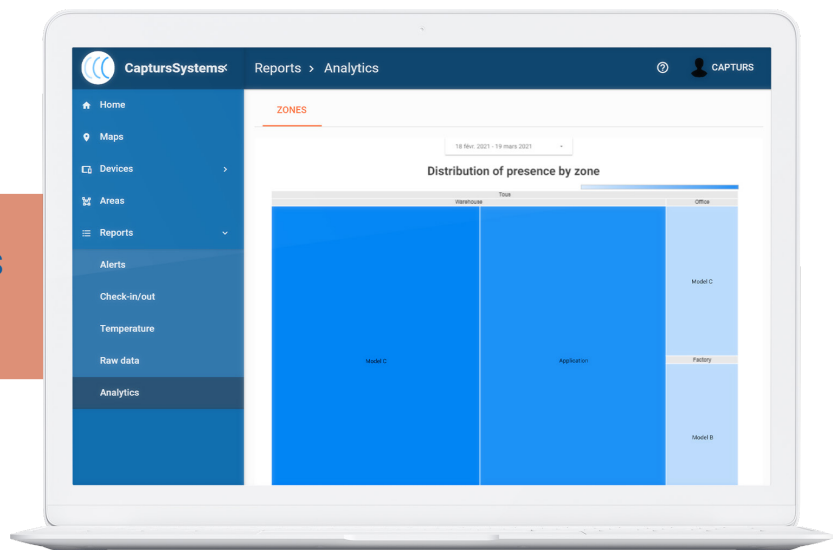 CaptursSystems
Reports > Analytics
CAPTURS
Home
Maps
Devices
Areas
Reports
Alerts
Check-in/out
Temperature
Raw data
Analytics
ZONES
18 févr. 2021 - 19 mars 2021
Distribution of presence by zone
Tous
Warehouse
Office
Model C
Application
Model C
Factory
Model B